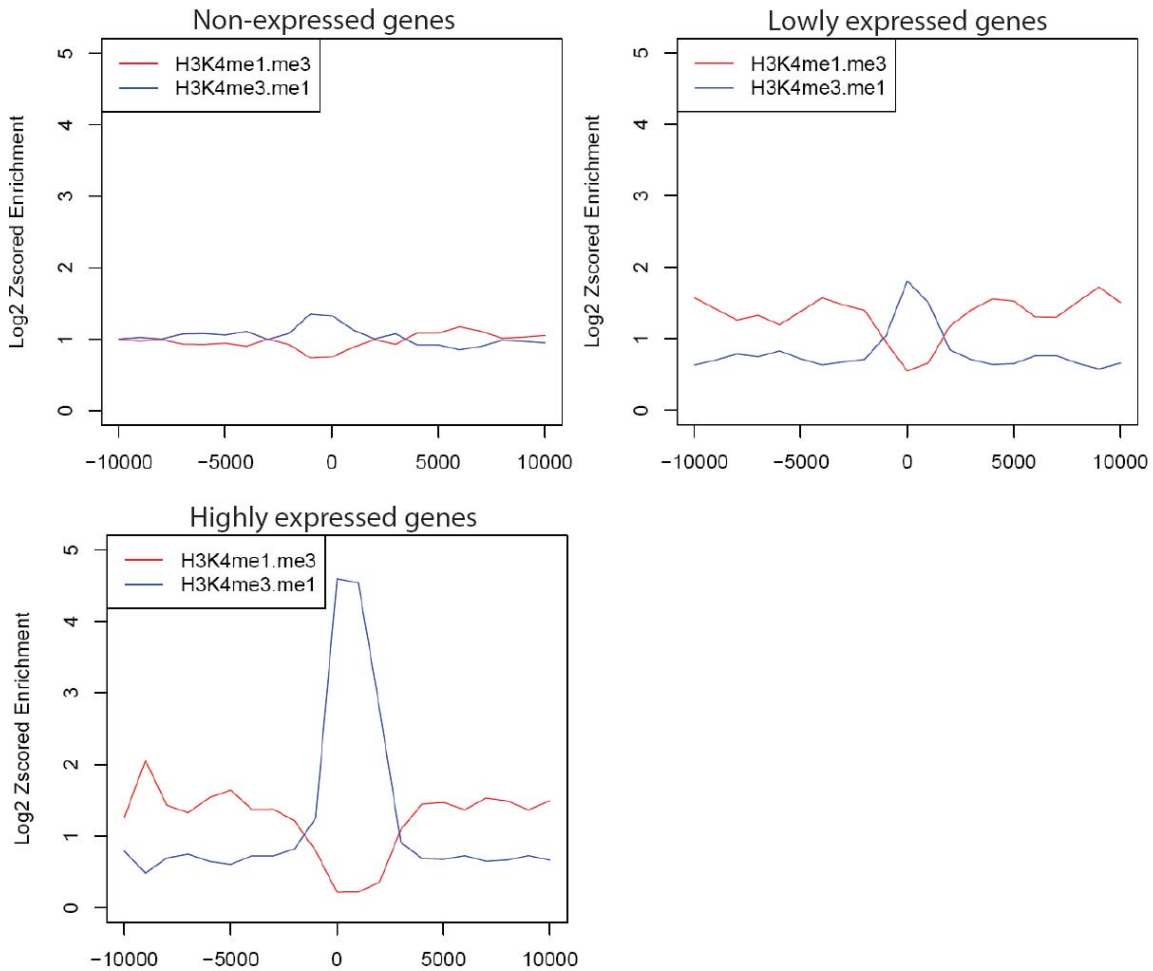 Non-expressed genes
H3K4me1.me3
H3K4me3.me1
Log2 Zscored Enrichment
5
4
3
2
1
0
−10000 −5000 0 5000 10000
Lowly expressed genes
H3K4me1.me3
H3K4me3.me1
Log2 Zscored Enrichment
5
4
3
2
1
0
−10000 −5000 0 5000 10000
Highly expressed genes
H3K4me1.me3
H3K4me3.me1
Log2 Zscored Enrichment
5
4
3
2
1
0
−10000 −5000 0 5000 10000